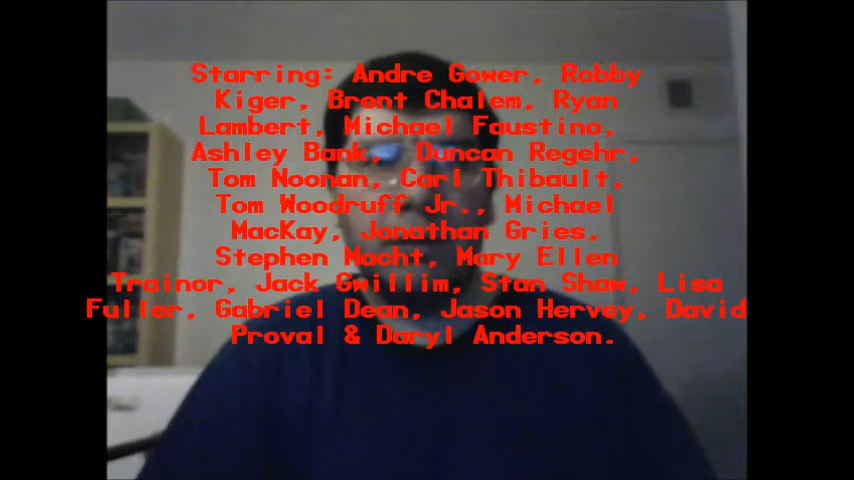 Starring: Andre Gower, Robby
Kiger, Brent Chalem, Ryan
Lambert, Michael Faustino,
Ashley Bank, Duncan Regehr,
Tom Noonan, Carl Thibault,
Tom Woodruff Jr., Michael
MacKay, Jonathan Gries,
Stephen Macht, Mary Ellen
Trainor, Jack Gwillim, Stan Shaw, Lisa
Fuller, Gabriel Dean, Jason Hervey, David
Proval & Daryl Anderson.